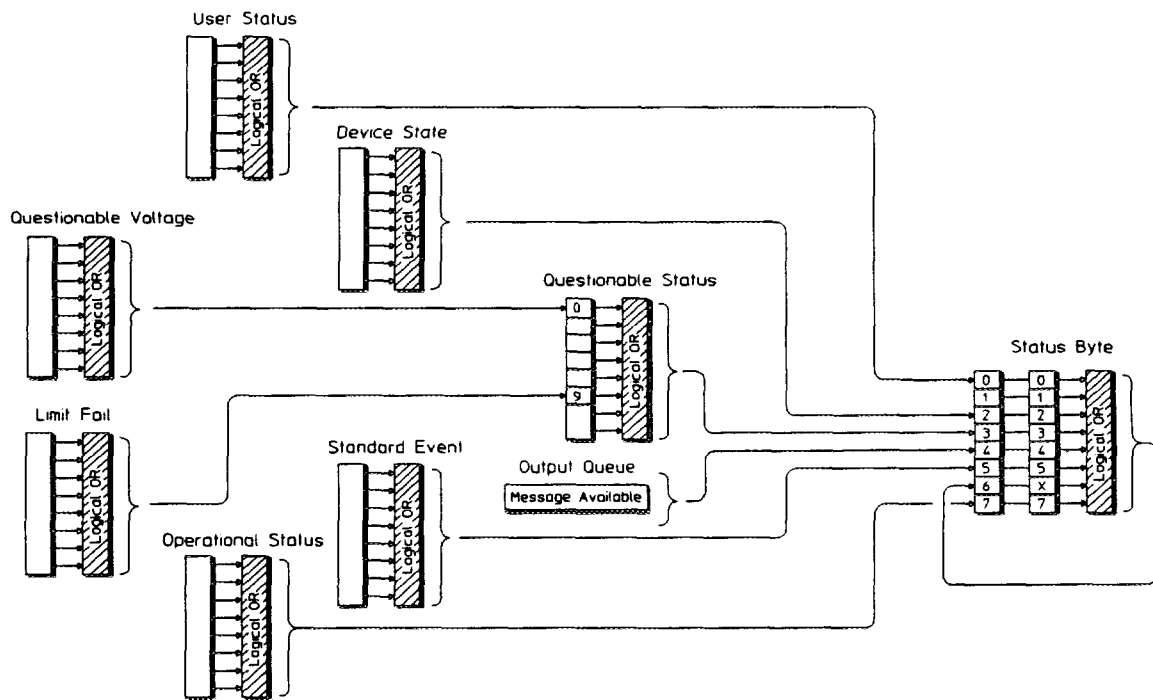 User Status
Logical OR
Device State
Logical OR
Questionable Voltage
Logical OR
Questionable Status
0
9
Logical OR
Status Byte
0 0
1 1
2 2
3 3
4 4
5 5
6 X
7 7
Logical OR
Limit Fail
Logical OR
Standard Event
Logical OR
Output Queue
Message Available
Operational Status
Logical OR